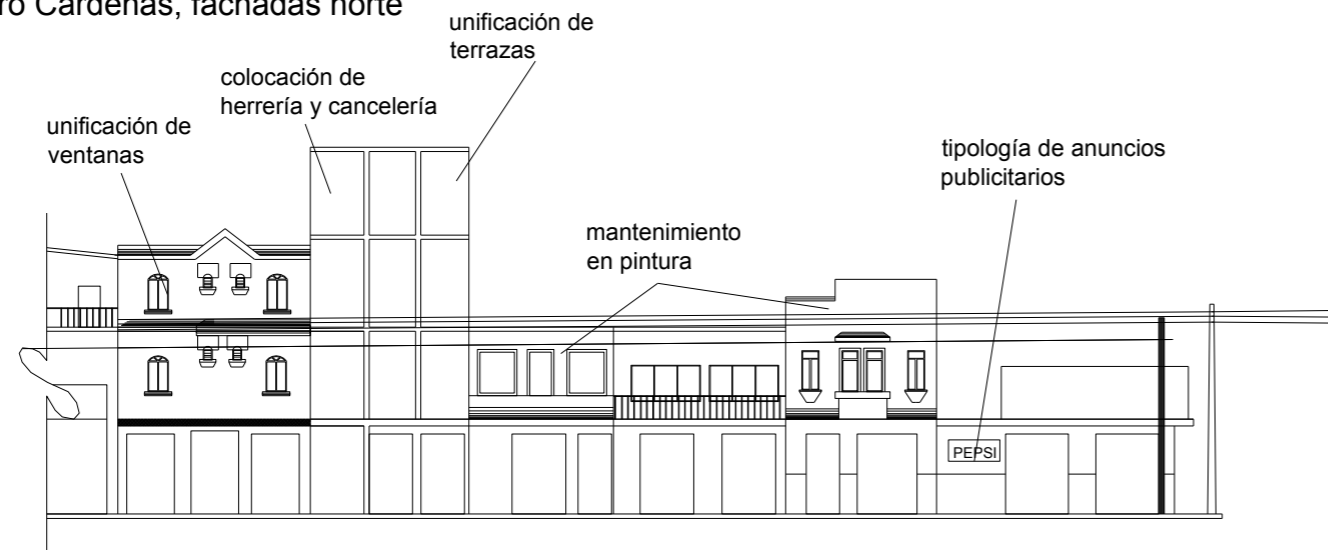 ro Cárdenas, fachadas norte
unificación de
terrazas
colocación de
herrería y cancelería
unificación de
ventanas
tipología de anuncios
publicitarios
mantenimiento
en pintura
PEPSI